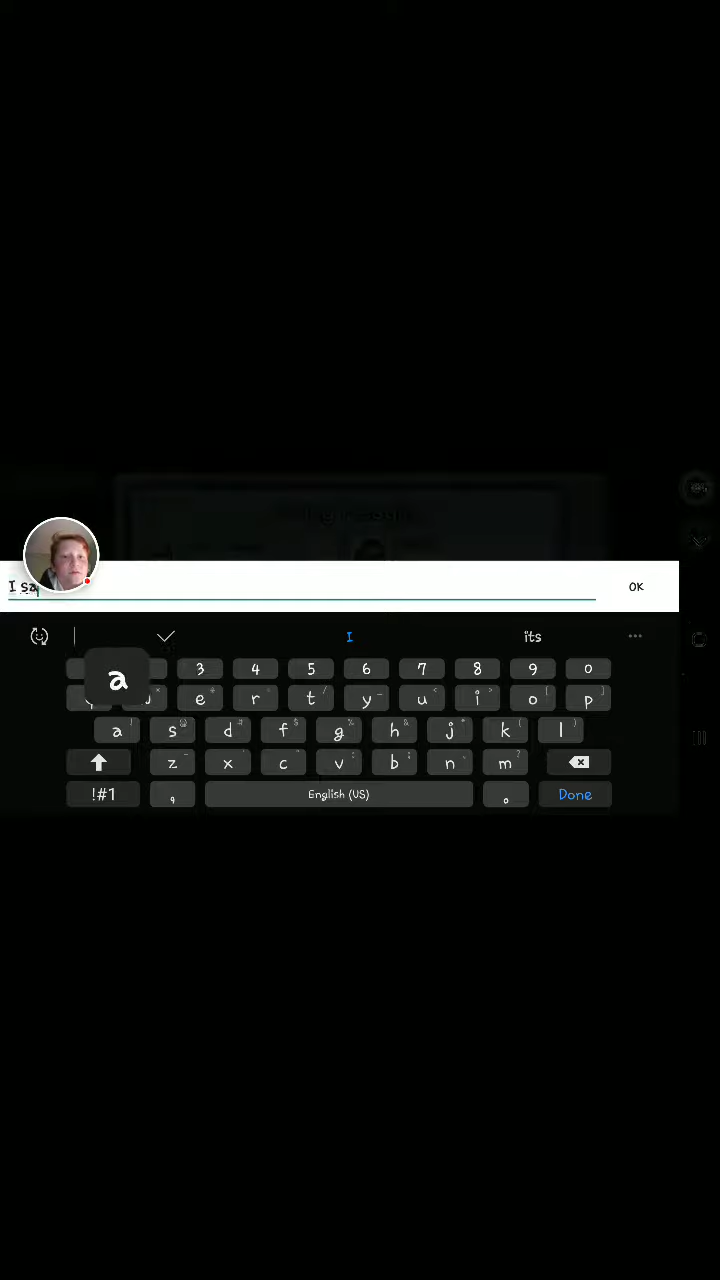 I sa
OK
I
its
a
3 4 5 6 7 8 9 0
e r t y u i o p
a s d f g h j k l
z x c v b n m
!#1 , English (US) . Done